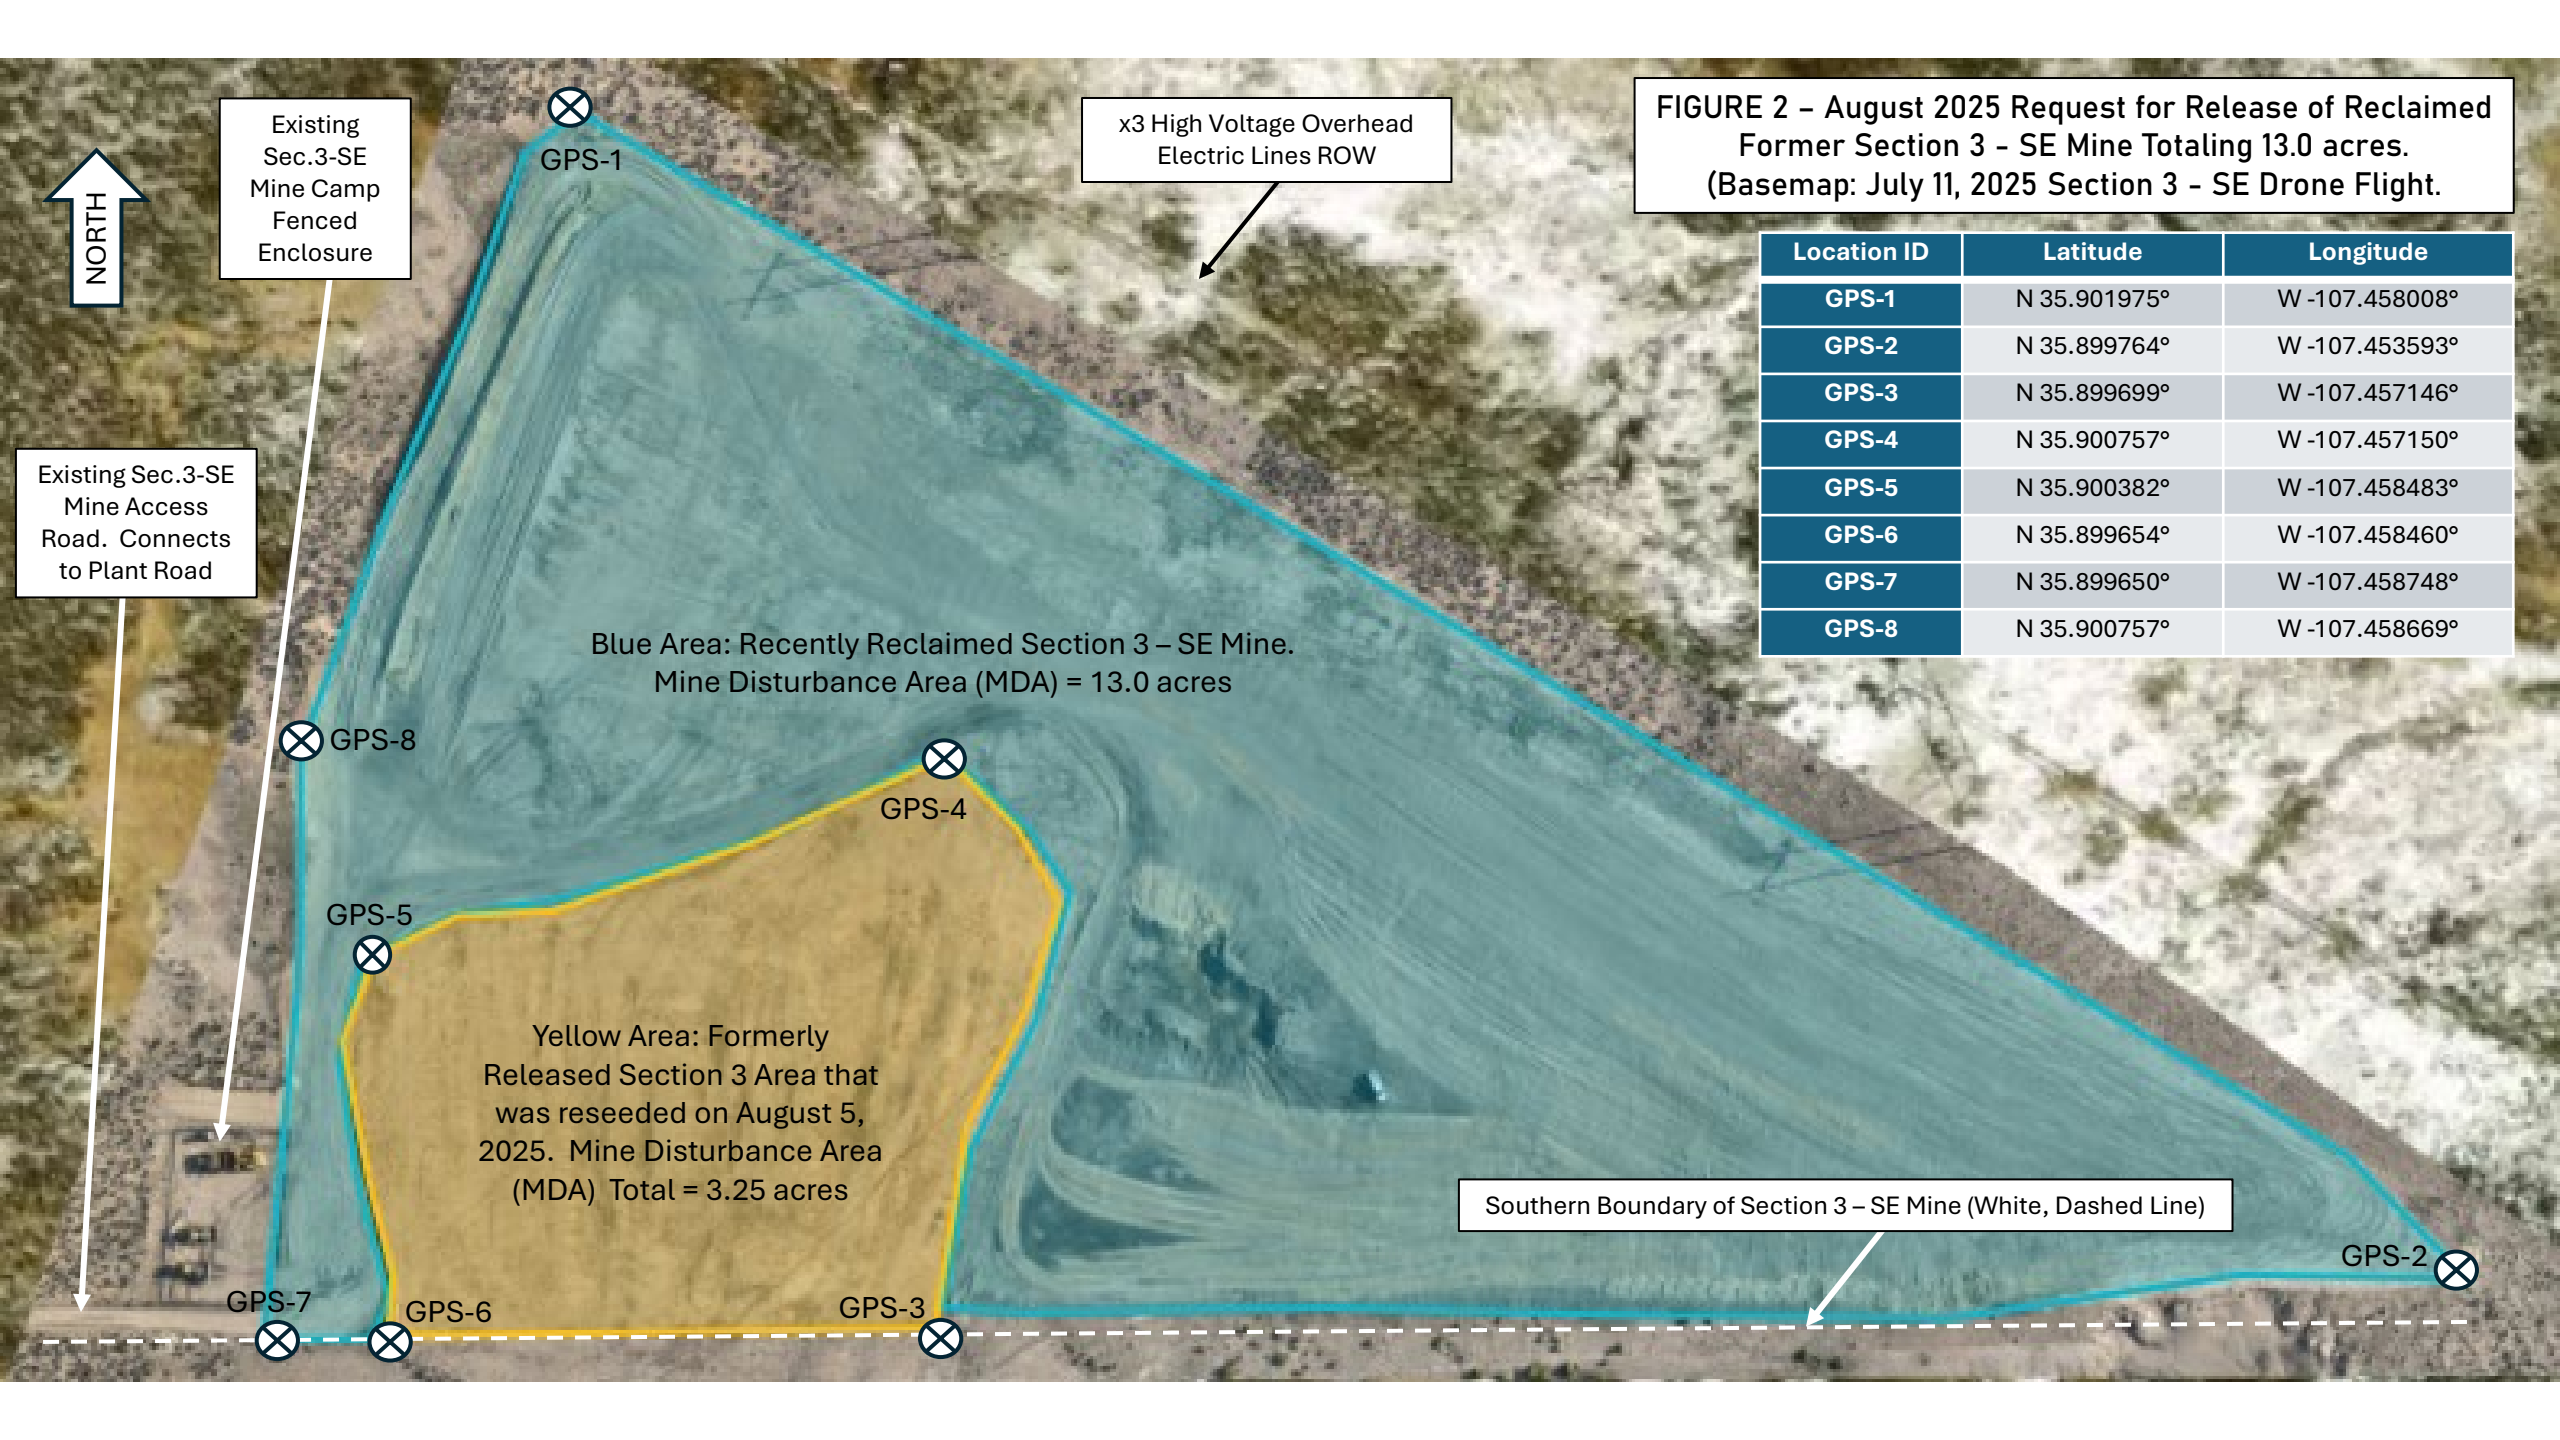 FIGURE 2 – August 2025 Request for Release of Reclaimed
Former Section 3 - SE Mine Totaling 13.0 acres.
(Basemap: July 11, 2025 Section 3 - SE Drone Flight.
Existing
Sec.3-SE
Mine Camp
Fenced
Enclosure
x3 High Voltage Overhead
Electric Lines ROW
NORTH
GPS-1
Location ID Latitude Longitude
GPS-1 N 35.901975° W -107.458008°
GPS-2 N 35.899764° W -107.453593°
GPS-3 N 35.899699° W -107.457146°
GPS-4 N 35.900757° W -107.457150°
GPS-5 N 35.900382° W -107.458483°
GPS-6 N 35.899654° W -107.458460°
GPS-7 N 35.899650° W -107.458748°
GPS-8 N 35.900757° W -107.458669°
Existing Sec.3-SE
Mine Access
Road.  Connects
to Plant Road
Blue Area: Recently Reclaimed Section 3 – SE Mine.
Mine Disturbance Area (MDA) = 13.0 acres
GPS-8
GPS-4
GPS-5
Yellow Area: Formerly
Released Section 3 Area that
was reseeded on August 5,
2025.  Mine Disturbance Area
(MDA)  Total = 3.25 acres
Southern Boundary of Section 3 – SE Mine (White, Dashed Line)
GPS-2
GPS-7
GPS-6
GPS-3